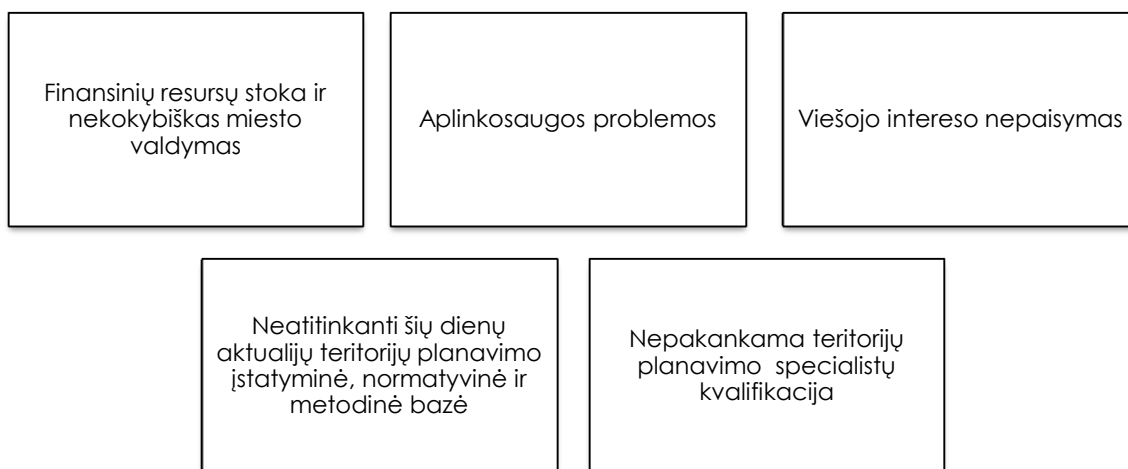 Finansinių resursų stoka ir
nekokybiškas miesto
valdymas
Aplinkosaugos problemos
Viešojo intereso nepaisymas
Neatitinkanti šių dienų
aktualijų teritorijų planavimo
įstatyminė, normatyvinė ir
metodinė bazė
Nepakankama teritorijų
planavimo specialistų
kvalifikacija